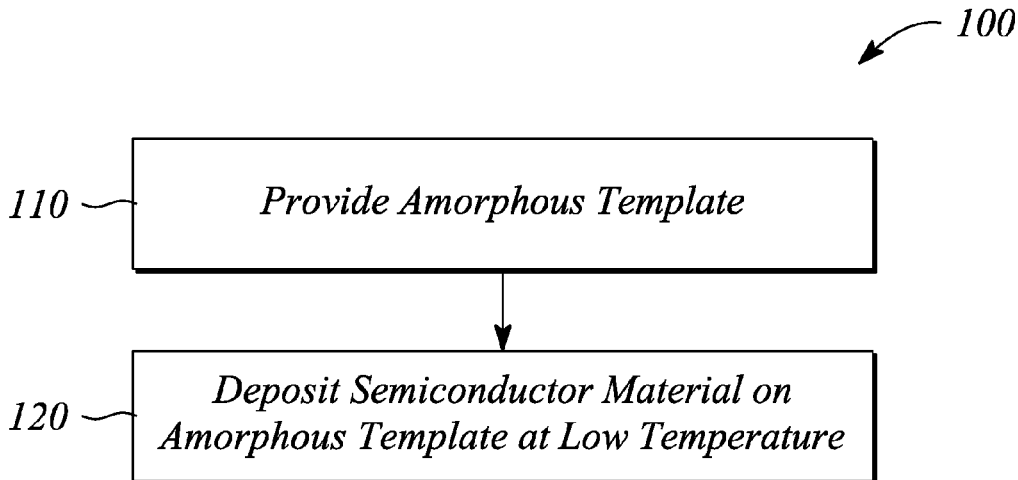 100
110
Provide Amorphous Template
120
Deposit Semiconductor Material on
Amorphous Template at Low Temperature